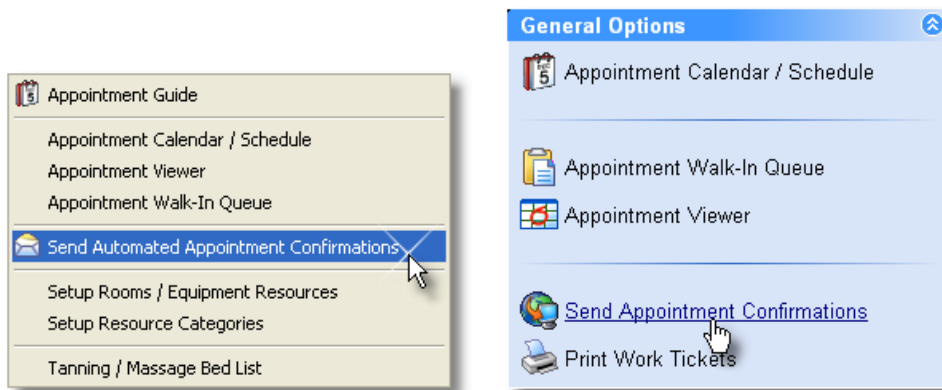 Appointment Guide
Appointment Calendar / Schedule
Appointment Viewer
Appointment Walk-In Queue
Send Automated Appointment Confirmations
Setup Rooms / Equipment Resources
Setup Resource Categories
Tanning / Massage Bed List
General Options
5
Appointment Calendar / Schedule
Appointment Walk-In Queue
Appointment Viewer
Send Appointment Confirmations
Print Work Tickets